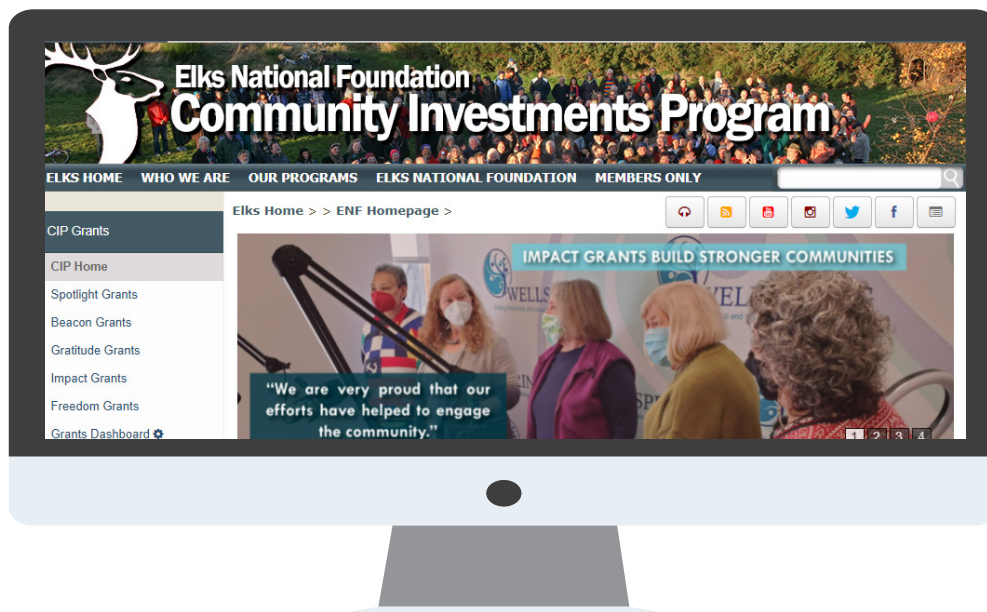 Elks National Foundation
Community Investments Program
ELKS HOME WHO WE ARE OUR PROGRAMS ELKS NATIONAL FOUNDATION MEMBERS ONLY
Elks Home > > ENF Homepage >
CIP Grants
CIP Home
Spotlight Grants
Beacon Grants
Gratitude Grants
Impact Grants
Freedom Grants
Grants Dashboard
IMPACT GRANTS BUILD STRONGER COMMUNITIES
WELLS
"We are very proud that our
efforts have helped to engage
the community."
1 2 3 4